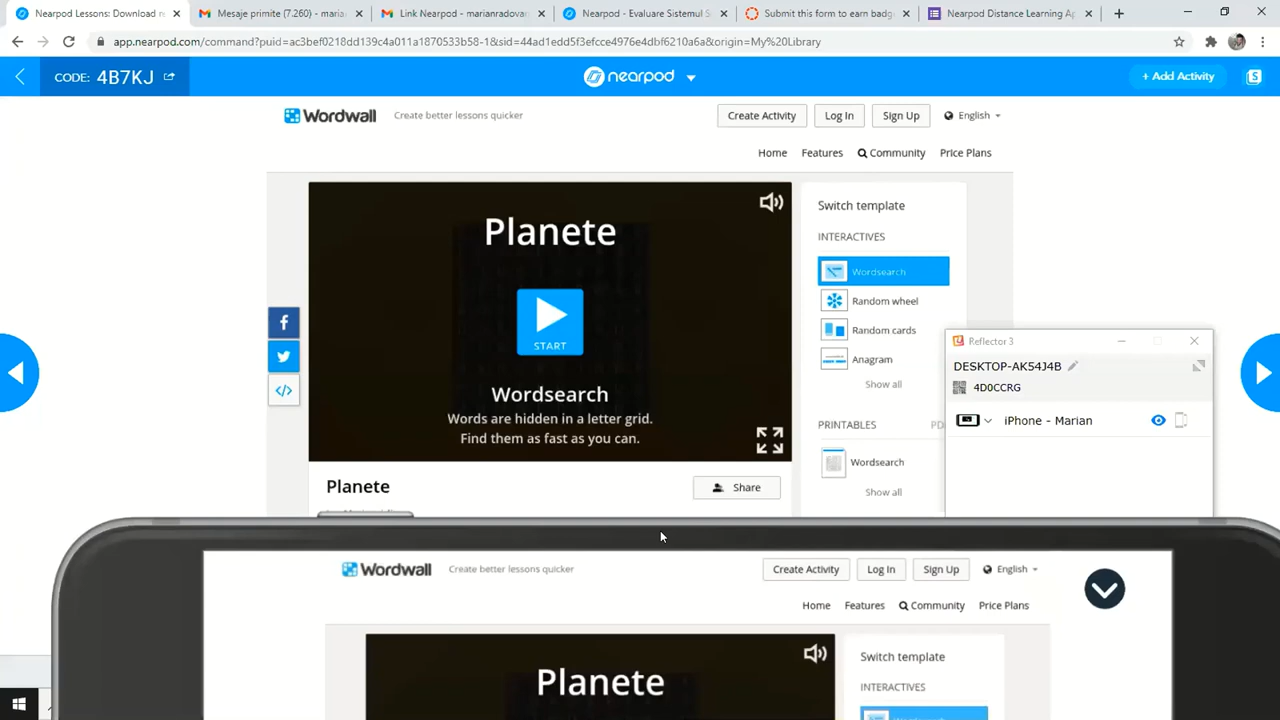 Nearpod Lessons: Download r
Mesaje primite (7.260) - maria
Link Nearpod - marianradovar
Nearpod - Evaluare Sistemul S
Submit this form to earn badg
Nearpod Distance Learning A
app.nearpod.com/command?puid=ac3bef0218dd139c4a011a1870533b58-1&sid=44ad1edd5f3efcce4976e4dbf6210a6a&origin=My%20Library
CODE: 4B7KJ
nearpod
+ Add Activity
S
Wordwall
Create better lessons quicker
Create Activity
Log In
Sign Up
English
Home
Features
Community
Price Plans
Planete
START
Wordsearch
Words are hidden in a letter grid.
Find them as fast as you can.
Planete
Share
Switch template
INTERACTIVES
Wordsearch
Random wheel
Random cards
Anagram
Show all
PRINTABLES
PD
Wordsearch
Show all
Reflector 3
DESKTOP-AK54J4B
4D0CCRG
iPhone - Marian
Wordwall
Create better lessons quicker
Create Activity
Log In
Sign Up
English
Home
Features
Community
Price Plans
Planete
Switch template
INTERACTIVES